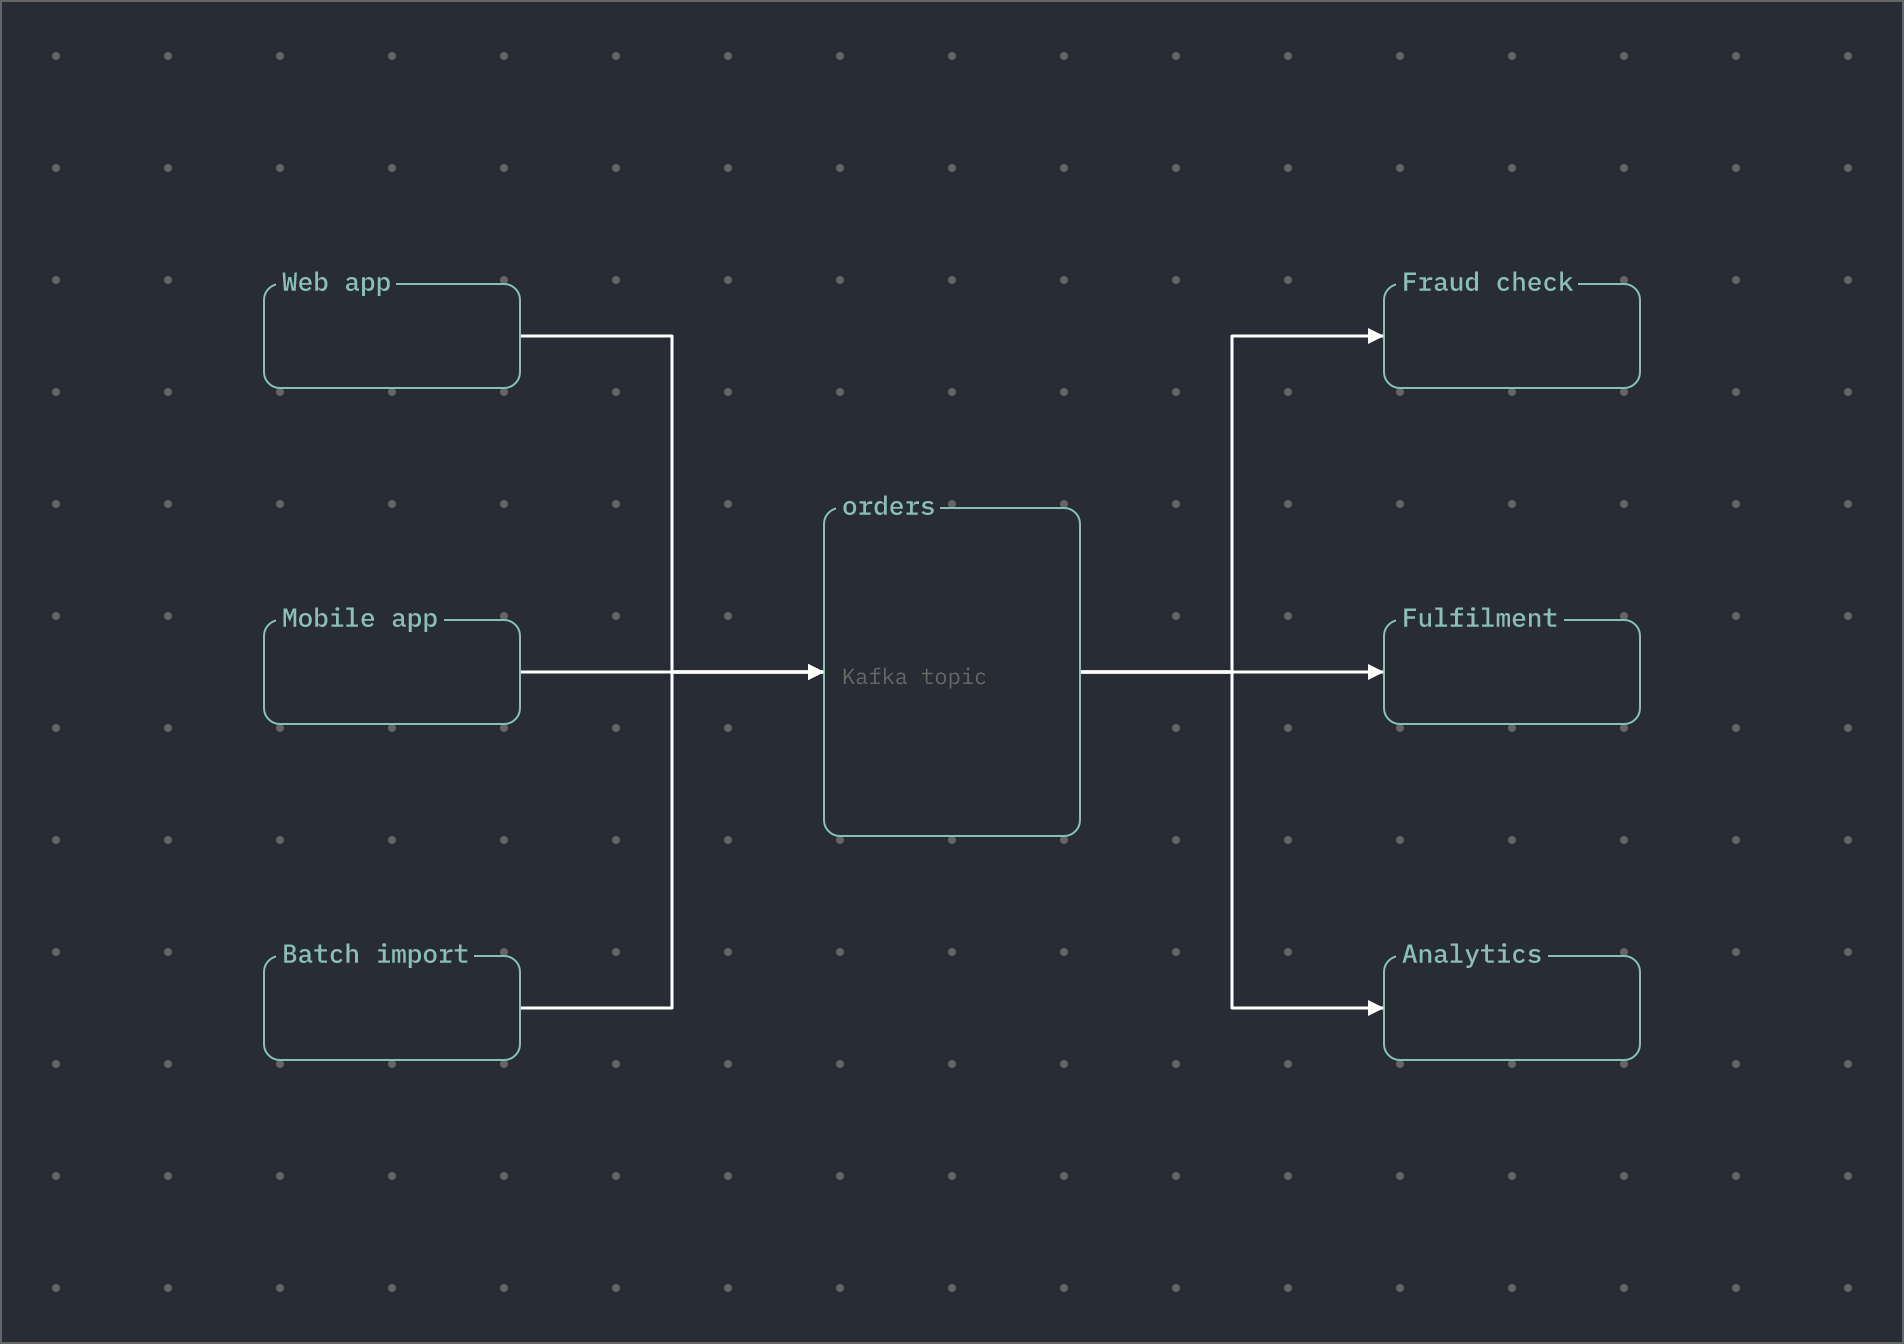 Web app
Fraud check
orders
Mobile app
Fulfilment
Kafka topic
Batch import
Analytics